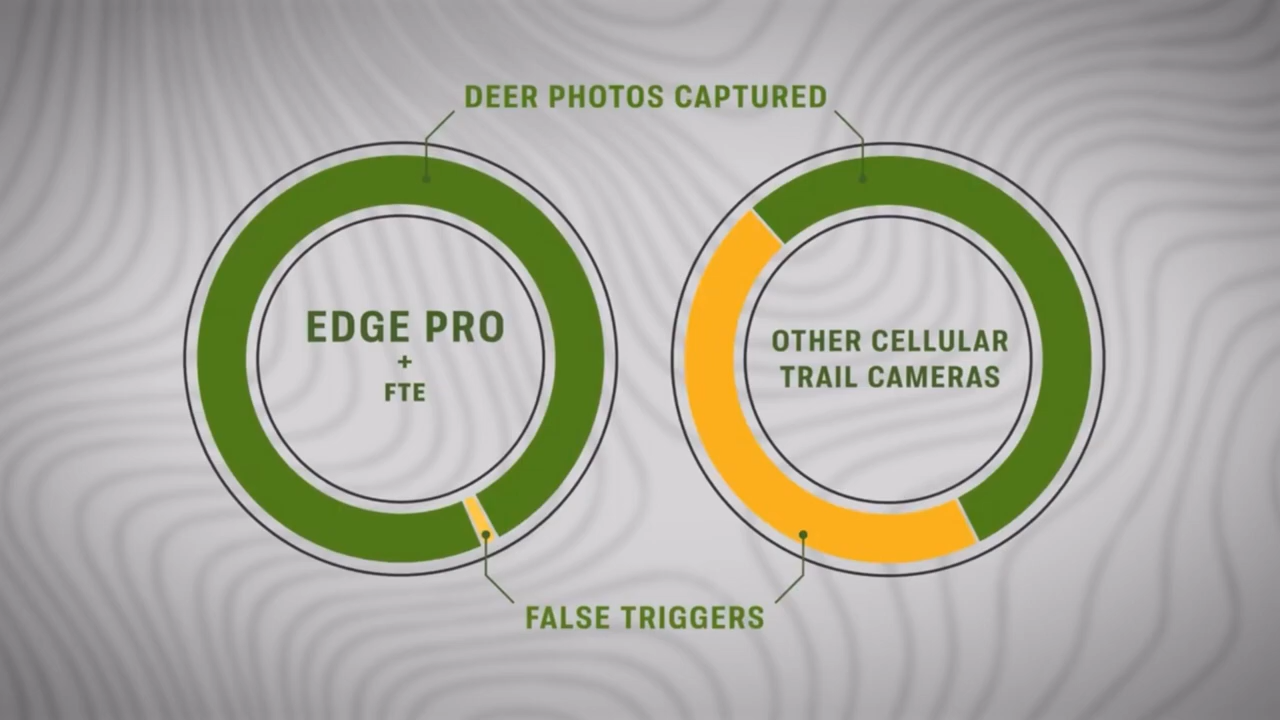 DEER PHOTOS CAPTURED
EDGE PRO
+
FTE
OTHER CELLULAR
TRAIL CAMERAS
FALSE TRIGGERS